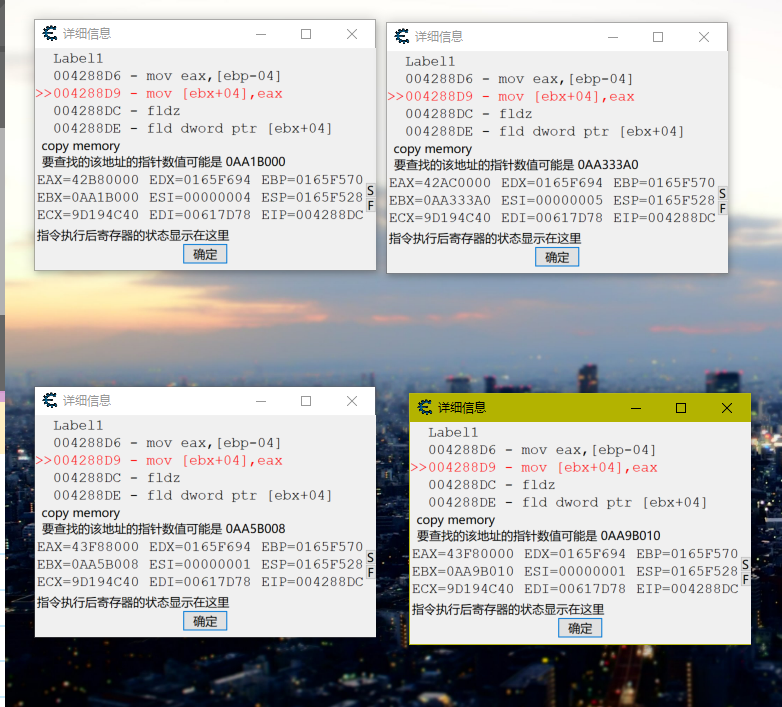 详细信息
Label1
004288D6 - mov eax,[ebp-04]
>>004288D9 - mov [ebx+04],eax
004288DC - fldz
004288DE - fld dword ptr [ebx+04]
copy memory
要查找的该地址的指针数值可能是 0AA1B000
EAX=42B80000 EDX=0165F694 EBP=0165F570
EBX=0AA1B000 ESI=00000004 ESP=0165F528
ECX=9D194C40 EDI=00617D78 EIP=004288DC
S
F
指令执行后寄存器的状态显示在这里
确定
详细信息
Label1
004288D6 - mov eax,[ebp-04]
>>004288D9 - mov [ebx+04],eax
004288DC - fldz
004288DE - fld dword ptr [ebx+04]
copy memory
要查找的该地址的指针数值可能是 0AA333A0
EAX=42AC0000 EDX=0165F694 EBP=0165F570
EBX=0AA333A0 ESI=00000005 ESP=0165F528
ECX=9D194C40 EDI=00617D78 EIP=004288DC
S
F
指令执行后寄存器的状态显示在这里
确定
详细信息
Label1
004288D6 - mov eax,[ebp-04]
>>004288D9 - mov [ebx+04],eax
004288DC - fldz
004288DE - fld dword ptr [ebx+04]
copy memory
要查找的该地址的指针数值可能是 0AA5B008
EAX=43F88000 EDX=0165F694 EBP=0165F570
EBX=0AA5B008 ESI=00000001 ESP=0165F528
ECX=9D194C40 EDI=00617D78 EIP=004288DC
S
F
指令执行后寄存器的状态显示在这里
确定
详细信息
Label1
004288D6 - mov eax,[ebp-04]
>>004288D9 - mov [ebx+04],eax
004288DC - fldz
004288DE - fld dword ptr [ebx+04]
copy memory
要查找的该地址的指针数值可能是 0AA9B010
EAX=43F80000 EDX=0165F694 EBP=0165F570
EBX=0AA9B010 ESI=00000001 ESP=0165F528
ECX=9D194C40 EDI=00617D78 EIP=004288DC
S
F
指令执行后寄存器的状态显示在这里
确定